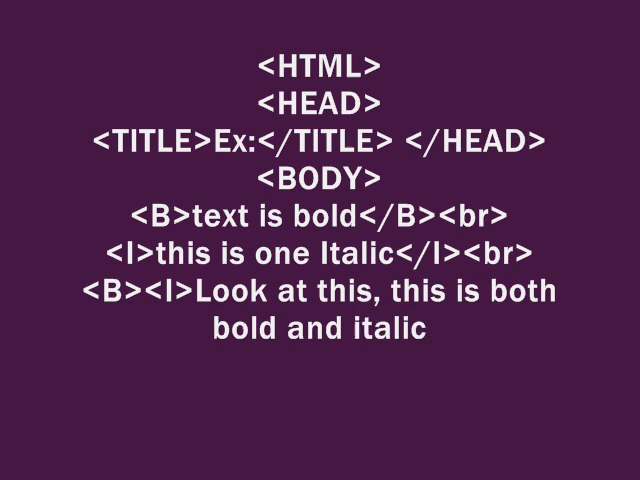 <HTML>
<HEAD>
<TITLE>Ex:</TITLE> </HEAD>
<BODY>
<B>text is bold</B><br>
<I>this is one Italic</I><br>
<B><I>Look at this, this is both
bold and italic